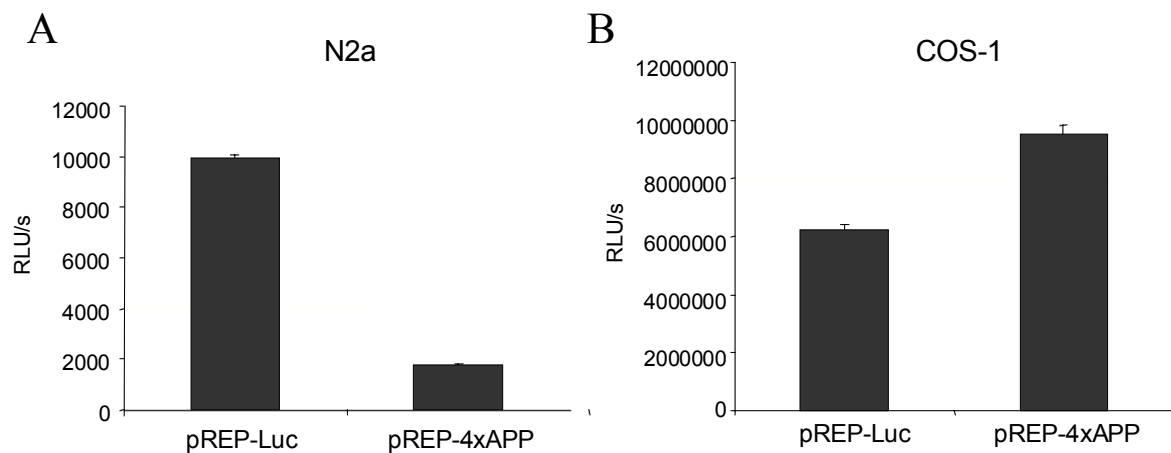 A
N2a
RLU/s
12000
10000
8000
6000
4000
2000
0
pREP-Luc pREP-4xAPP
B
COS-1
RLU/s
12000000
10000000
8000000
6000000
4000000
2000000
0
pREP-Luc pREP-4xAPP